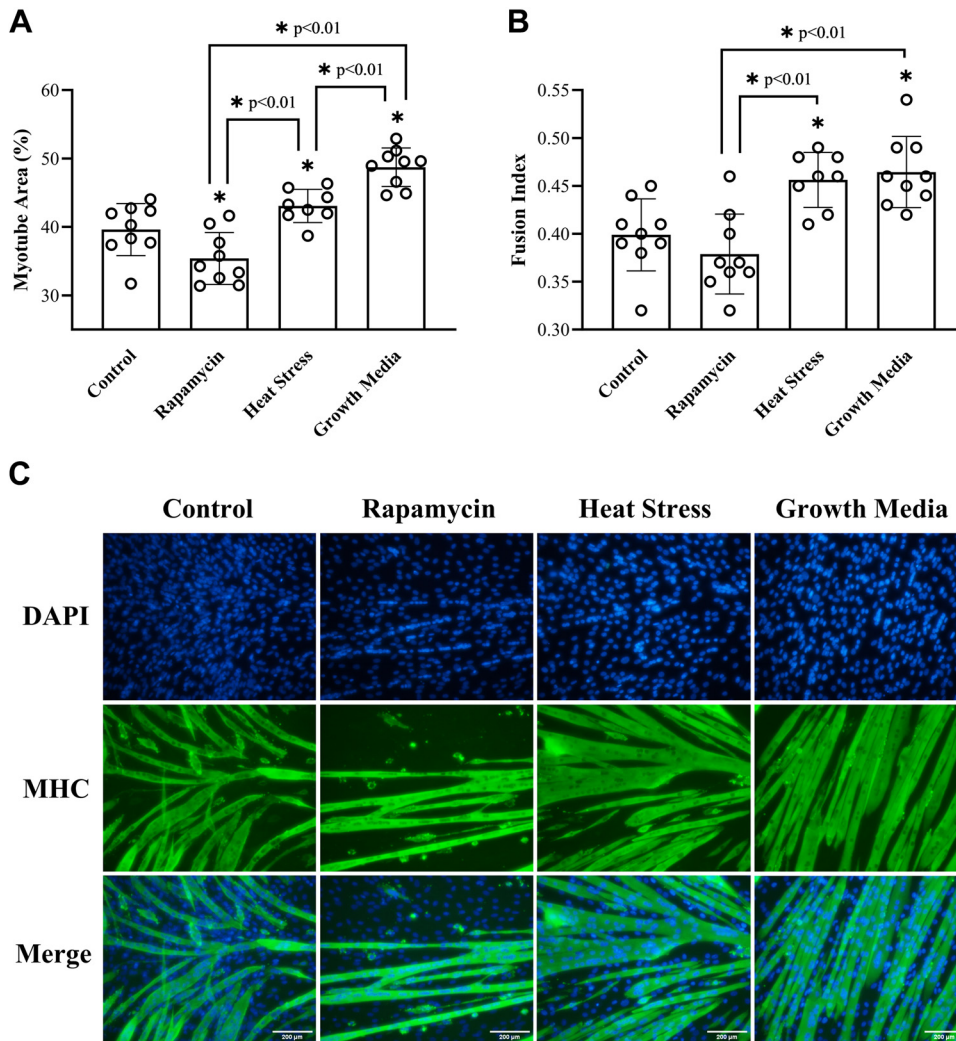 A
B
* p<0.01
* p<0.01
* p<0.01
* p<0.01
* p<0.01
*
*
*
*
*
Myotube Area (%)
60
50
40
30
Control
Rapamycin
Heat Stress
Growth Media
Fusion Index
0.55
0.50
0.45
0.40
0.35
0.30
Control
Rapamycin
Heat Stress
Growth Media
C
Control Rapamycin Heat Stress Growth Media
DAPI
MHC
Merge
200 µm
200 µm
200 µm
200 µm